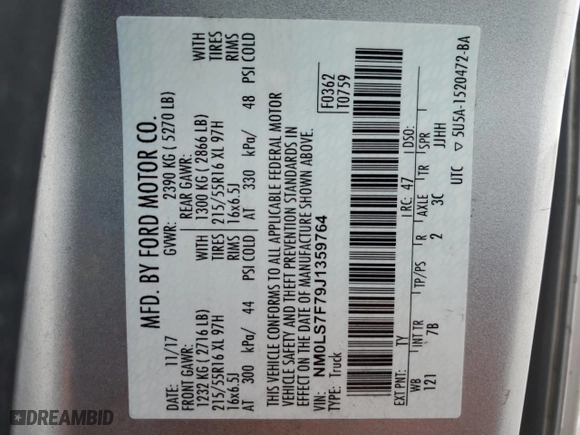 MFD. BY FORD MOTOR CO.
DATE: 11/17 GVWR: 2390 KG ( 5270 LB)
FRONT GAWR: REAR GAWR: WITH
1232 KG ( 2716 LB) WITH 1300 KG ( 2866 LB) TIRES
215/55R16 XL 97H TIRES 215/55R16 XL 97H RIMS
16x6.5J RIMS 16x6.5J
AT 300 kPa/ 44 PSI COLD AT 330 kPa/ 48 PSI COLD
THIS VEHICLE CONFORMS TO ALL APPLICABLE FEDERAL MOTOR
VEHICLE SAFETY AND THEFT PREVENTION STANDARDS IN
EFFECT ON THE DATE OF MANUFACTURE SHOWN ABOVE.
F0362
T0759
VIN: NM0LS7F79J1359764
TYPE: Truck
EXT PNT: TY RC: 47 DSO:
WB INT TR TP/PS R AXLE TR SPR
121 7B 2 3C JJHH
UTC ▽ 5U5A-1520472-BA
DREAMBID